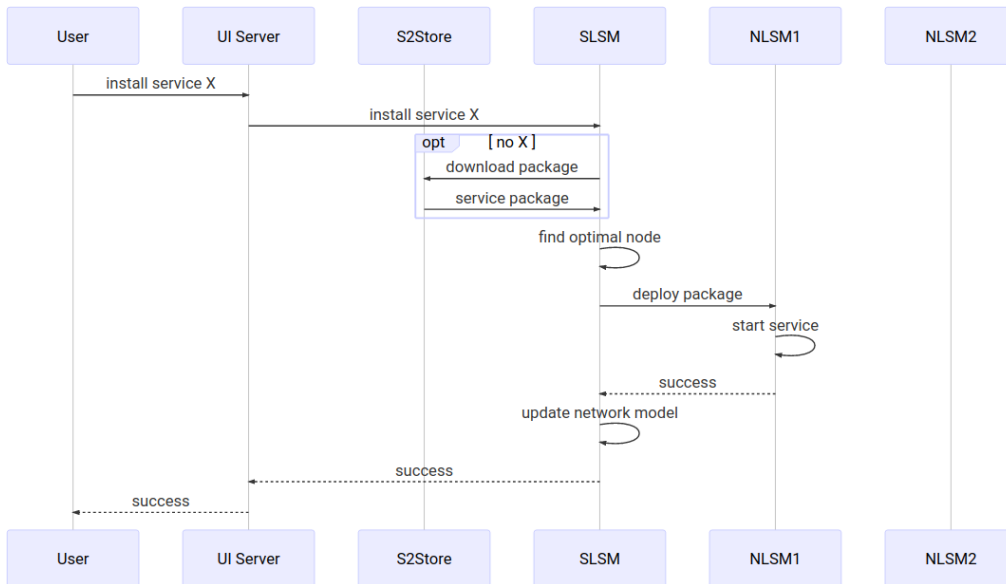 User UI Server S2Store SLSM NLSM1 NLSM2
install service X
install service X
opt [ no X ]
download package
service package
find optimal node
deploy package
start service
success
update network model
success
success
User UI Server S2Store SLSM NLSM1 NLSM2